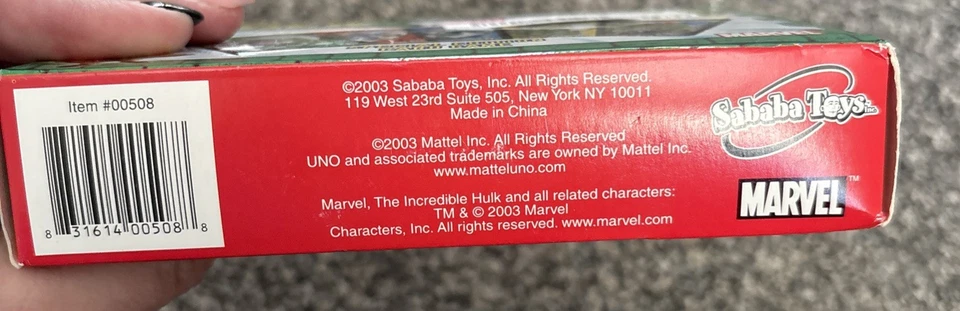 Item #00508
8 31614 00508 8
©2003 Sababa Toys, Inc. All Rights Reserved.
119 West 23rd Suite 505, New York NY 10011
Made in China
©2003 Mattel Inc. All Rights Reserved
UNO and associated trademarks are owned by Mattel Inc.
www.matteluno.com
Marvel, The Incredible Hulk and all related characters:
TM & © 2003 Marvel
Characters, Inc. All rights reserved. www.marvel.com
Sababa Toys
MARVEL™